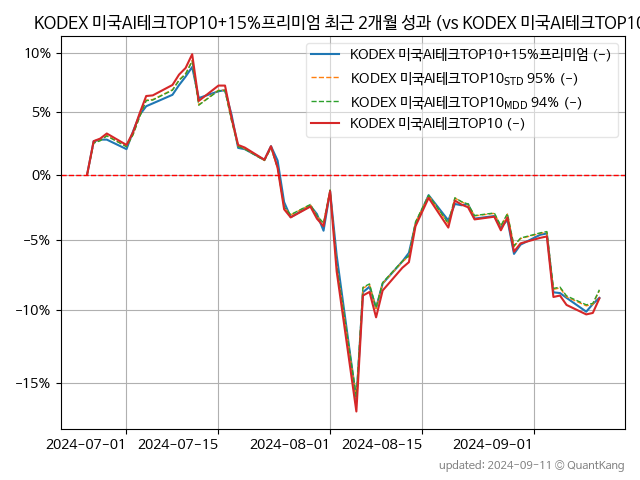 KODEX 미국AI테크TOP10+15%프리미엄 최근 2개월 성과 (vs KODEX 미국AI테크TOP10
KODEX 미국AI테크TOP10+15%프리미엄 (−)
KODEX 미국AI테크TOP10STD 95% (−)
KODEX 미국AI테크TOP10MDD 94% (−)
KODEX 미국AI테크TOP10 (−)
10%
5%
0%
−5%
−10%
−15%
2024−07−01
2024−07−15
2024−08−01
2024−08−15
2024−09−01
updated: 2024−09−11 © QuantKang